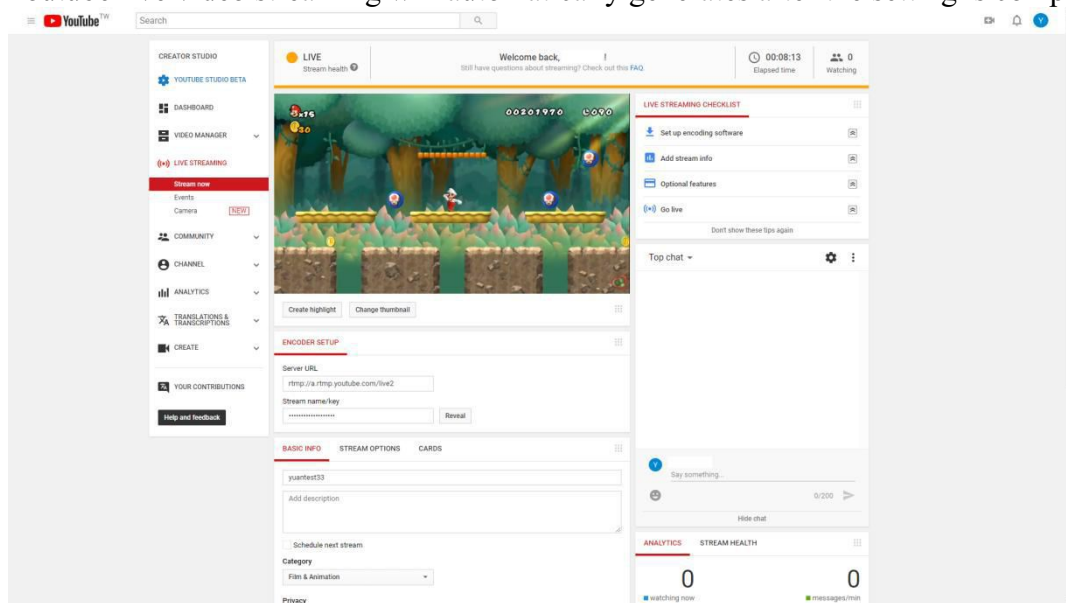 YouTube TW
Search
Y
CREATOR STUDIO
YOUTUBE STUDIO BETA
DASHBOARD
VIDEO MANAGER
LIVE STREAMING
Stream now
Events
Camera NEW
COMMUNITY
CHANNEL
ANALYTICS
TRANSLATIONS &
TRANSCRIPTIONS
CREATE
YOUR CONTRIBUTIONS
Help and feedback
LIVE
Stream health ?
Welcome back, !
Still have questions about streaming? Check out this FAQ.
00:08:13
Elapsed time
0
Watching
x15
30
00201970
Create highlight
Change thumbnail
ENCODER SETUP
Server URL
rtmp://a.rtmp.youtube.com/live2
Stream name/key
Reveal
BASIC INFO STREAM OPTIONS CARDS
yuantest33
Add description
Schedule next stream
Category
Film & Animation
Privacy
LIVE STREAMING CHECKLIST
Set up encoding software
Add stream info
Optional features
Go live
Don't show these tips again
Top chat
Y
Say something...
0/200
Hide chat
ANALYTICS STREAM HEALTH
0 0
watching now messages/min